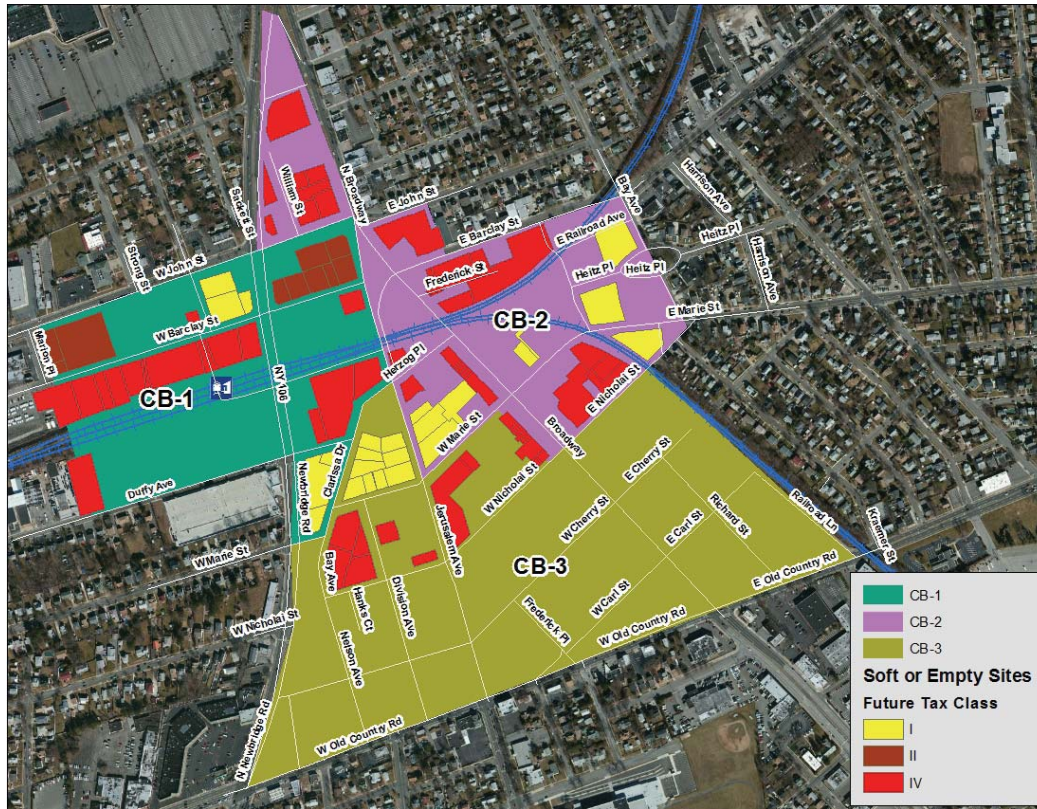 William St
N Broadway
Sackett St
E John St
Bay Ave
Harrison Ave
E Barclay St
E Railroad Ave
Heitz Pl
Strong St
W John St
Frederick St
Heitz Pl
Heitz Pl
Harrison Ave
Marion Pl
W Barclay St
CB-2
E Marie St
NY 106
Herzog Pl
CB-1
E Nicholai St
W Marie St
Broadway
Duffy Ave
Newbridge Rd
Clarissa Dr
W Nicholai St
E Cherry St
Jerusalem Ave
W Cherry St
Richard St
Railroad Ln
Kraemer St
W Marie St
Bay Ave
E Carl St
CB-3
E Old Country Rd
Hanks Ct
Division Ave
W Carl St
W Nicholai St
Frederick Pl
W Old Country Rd
Nelson Ave
N Newbridge Rd
W Old Country Rd
CB-1
CB-2
CB-3
Soft or Empty Sites
Future Tax Class
I
II
IV